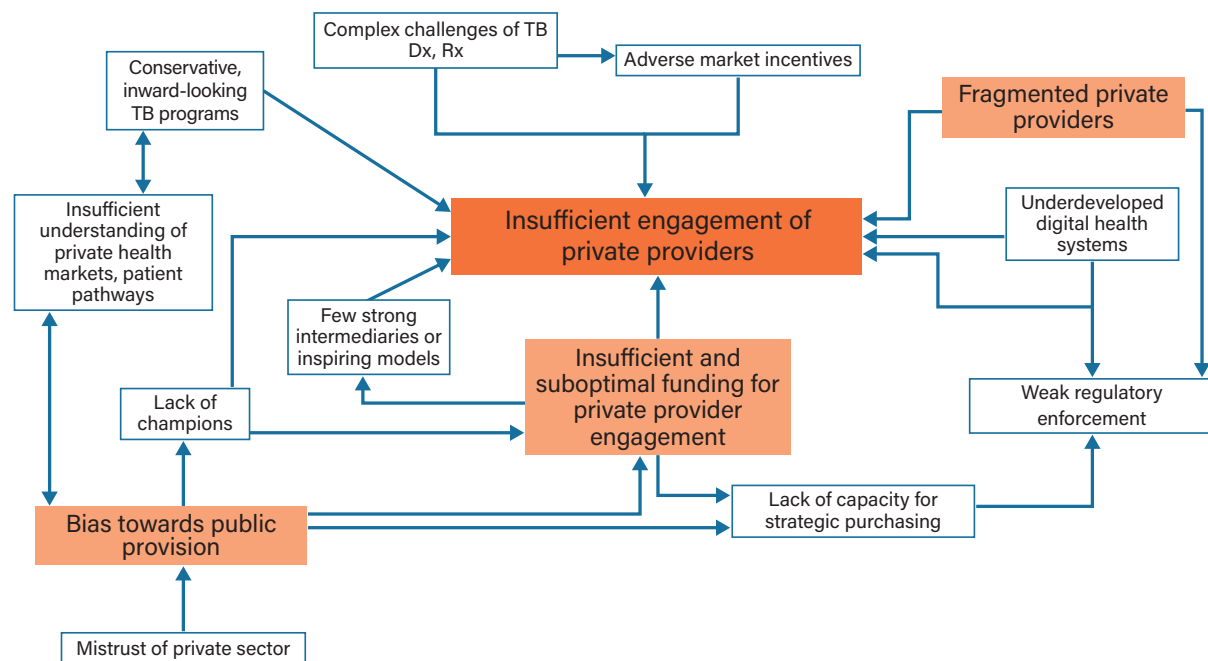 Complex challenges of TB
Dx, Rx
Adverse market incentives
Conservative,
inward-looking
TB programs
Fragmented private
providers
Insufficient
understanding of
private health
markets, patient
pathways
Insufficient engagement of
private providers
Underdeveloped
digital health
systems
Few strong
intermediaries or
inspiring models
Insufficient and
suboptimal funding for
private provider
engagement
Lack of
champions
Weak regulatory
enforcement
Lack of capacity for
strategic purchasing
Bias towards public
provision
Mistrust of private sector